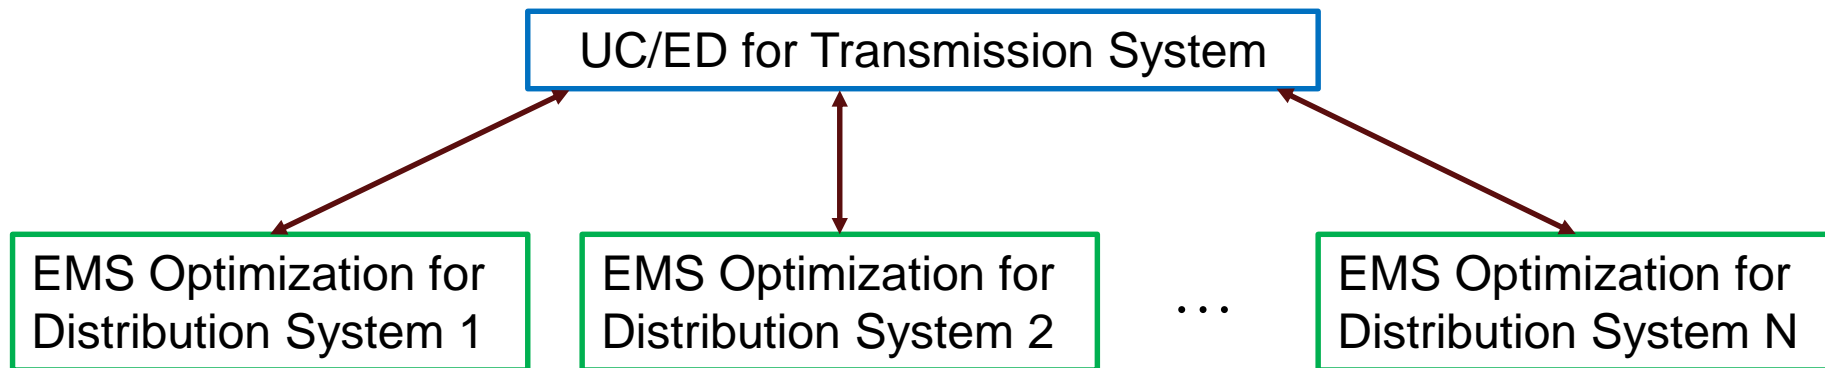 UC/ED for Transmission System
EMS Optimization for
Distribution System 1
EMS Optimization for
Distribution System 2
...
EMS Optimization for
Distribution System N